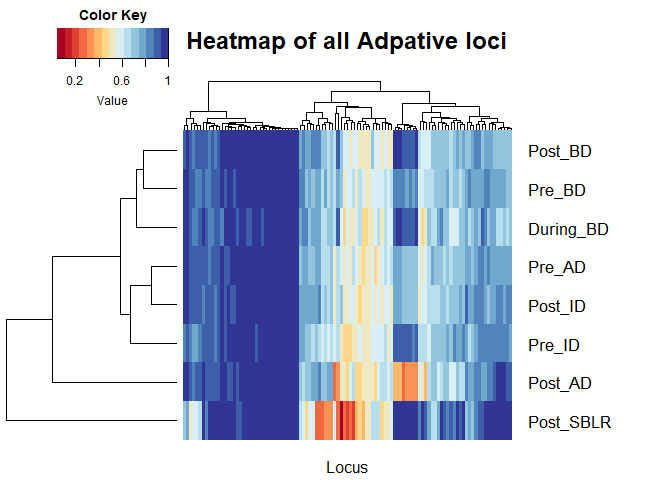 Color Key
0.2 0.6 1
Value
Heatmap of all Adpative loci
Post_BD
Pre_BD
During_BD
Pre_AD
Post_ID
Pre_ID
Post_AD
Post_SBLR
Locus